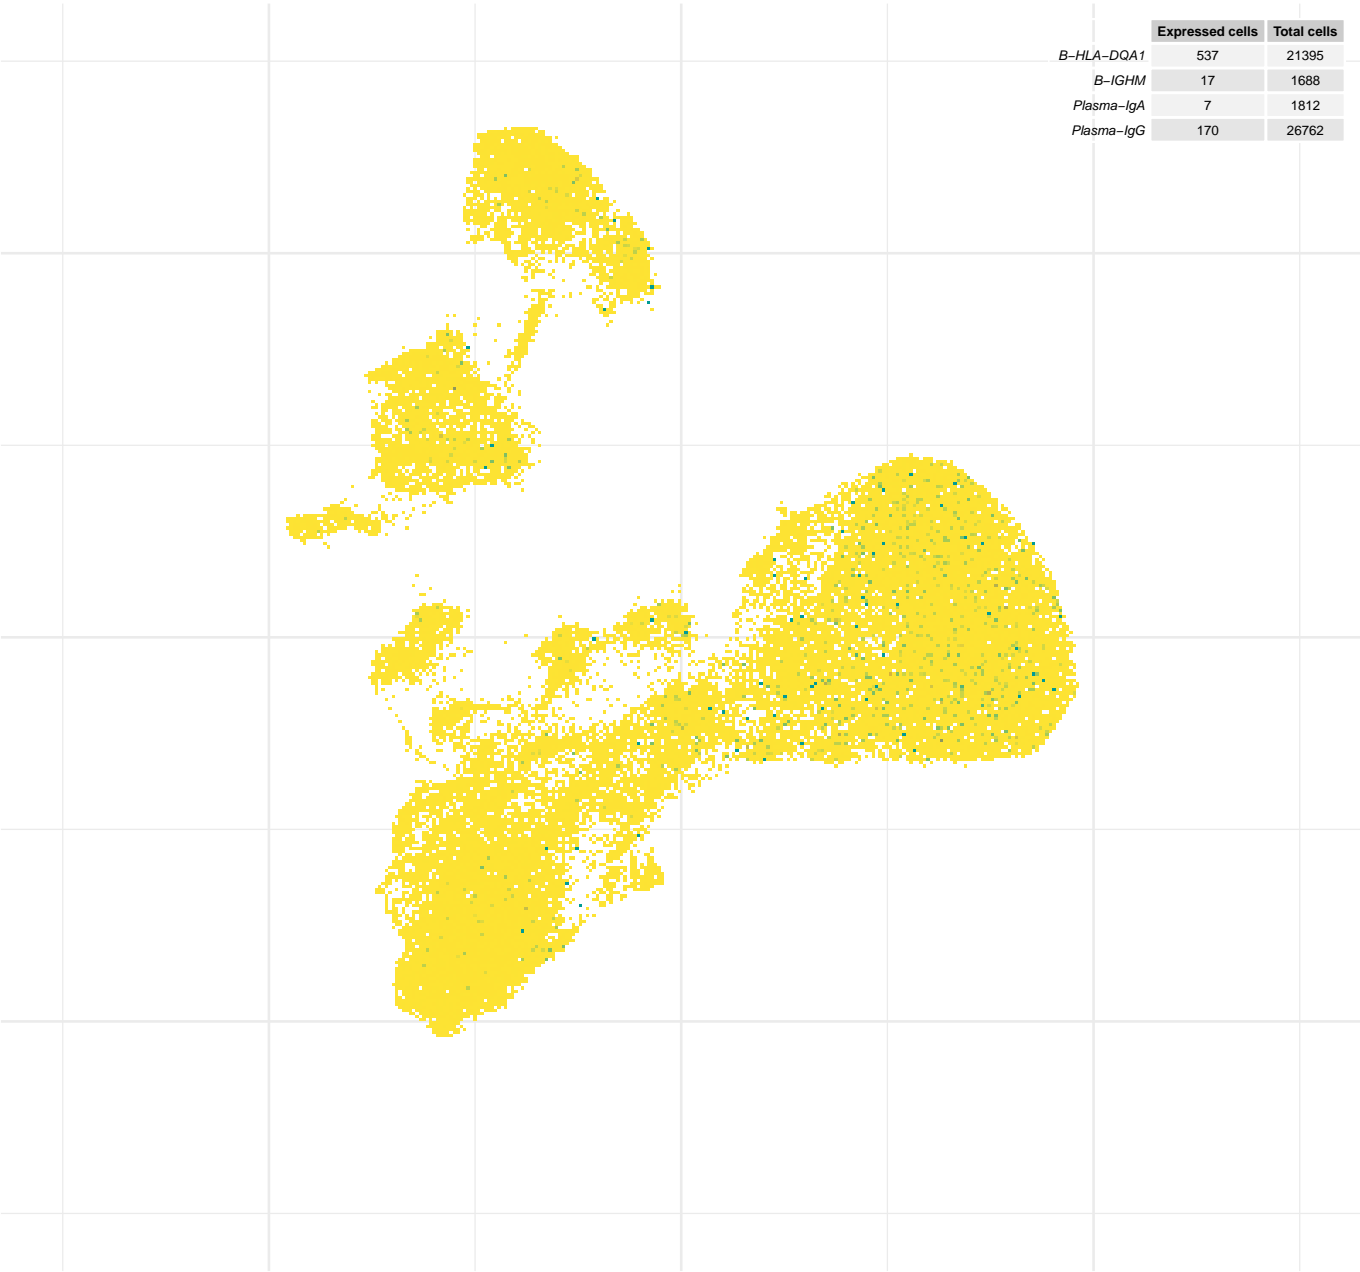 Expressed cells Total cells
B−HLA−DQA1 537 21395
B−IGHM 17 1688
Plasma−IgA 7 1812
Plasma−IgG 170 26762